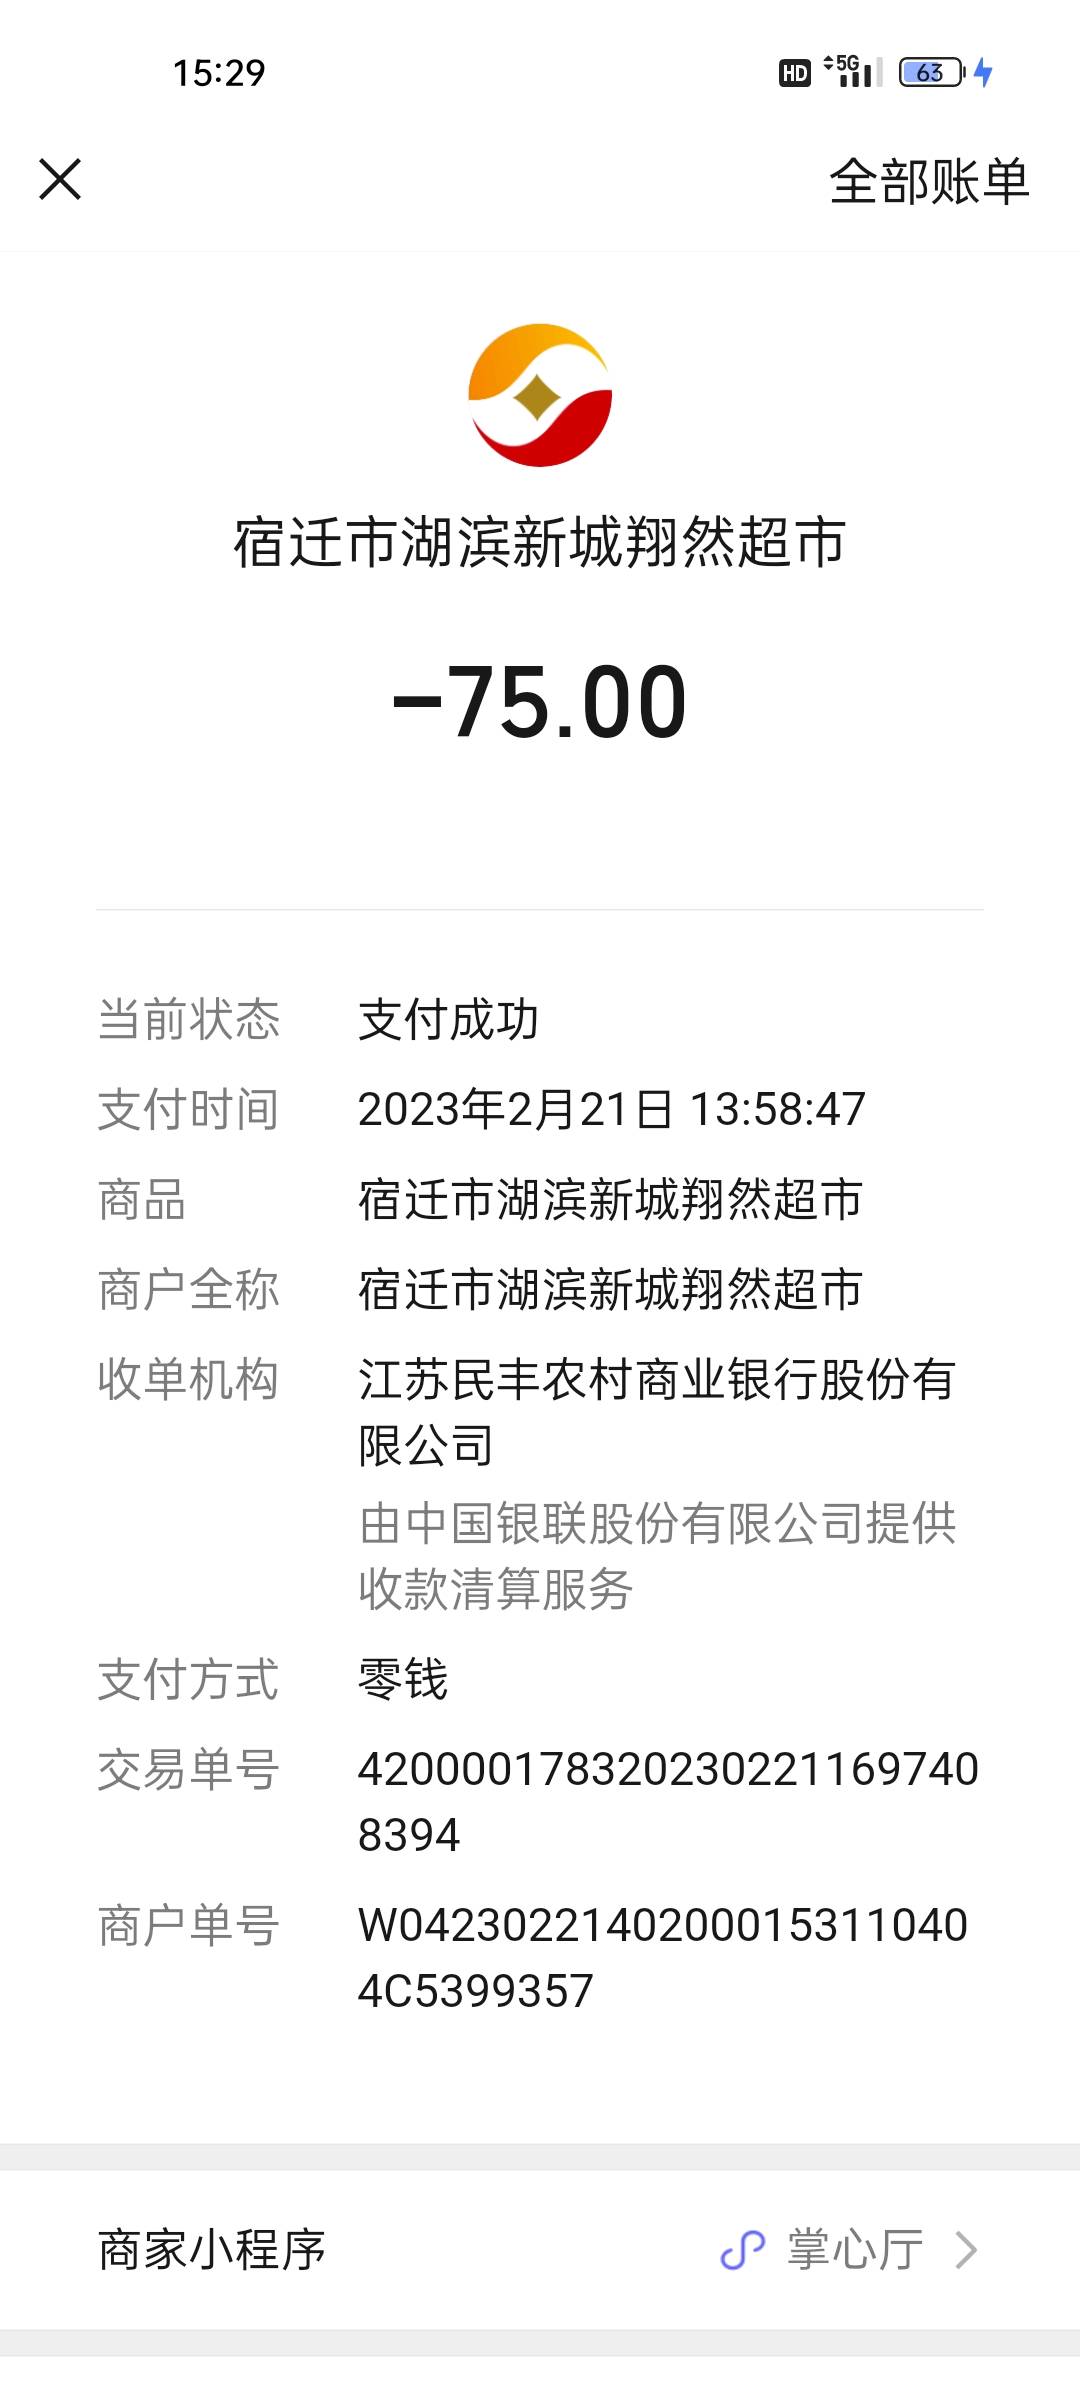 15:29
HD 5G 63
全部账单
宿迁市湖滨新城翔然超市
-75.00
当前状态 支付成功
支付时间 2023年2月21日 13:58:47
商品 宿迁市湖滨新城翔然超市
商户全称 宿迁市湖滨新城翔然超市
收单机构 江苏民丰农村商业银行股份有
限公司
由中国银联股份有限公司提供
收款清算服务
支付方式 零钱
交易单号 420000178320230221169740
8394
商户单号 W0423022140200015311040
4C5399357
商家小程序 掌心厅